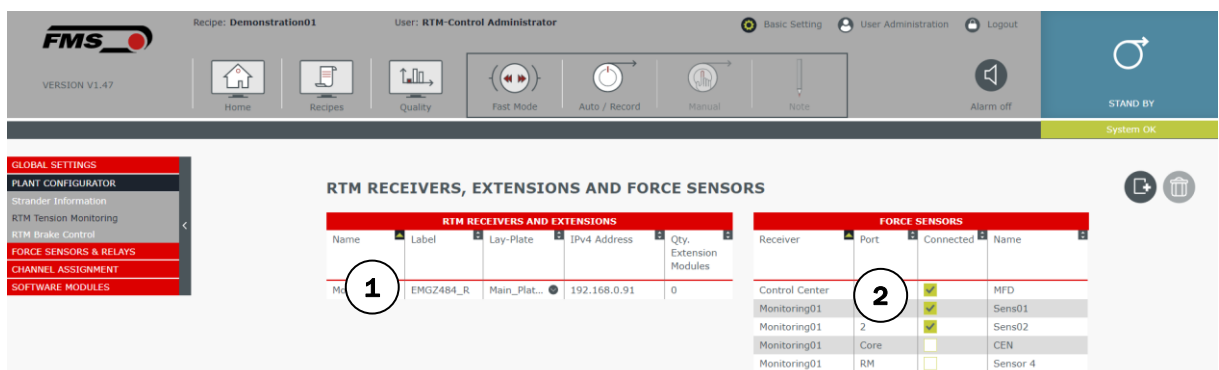 Recipe: Demonstration01 User: RTM-Control Administrator Basic Setting User Administration Logout
FMS
VERSION V1.47
Home Recipes Quality Fast Mode Auto / Record Manual Note Alarm off STAND BY
System OK
GLOBAL SETTINGS
PLANT CONFIGURATOR
Strander Information
RTM Tension Monitoring
RTM Brake Control
FORCE SENSORS & RELAYS
CHANNEL ASSIGNMENT
SOFTWARE MODULES
RTM RECEIVERS, EXTENSIONS AND FORCE SENSORS
RTM RECEIVERS AND EXTENSIONS
Name Label Lay-Plate IPv4 Address Qty. Extension Modules
1 EMGZ484_R Main_Plat... 192.168.0.91 0
FORCE SENSORS
Receiver Port Connected Name
Control Center MFD
2
Monitoring01 Sens01
Monitoring01 2 Sens02
Monitoring01 Core CEN
Monitoring01 RM Sensor 4